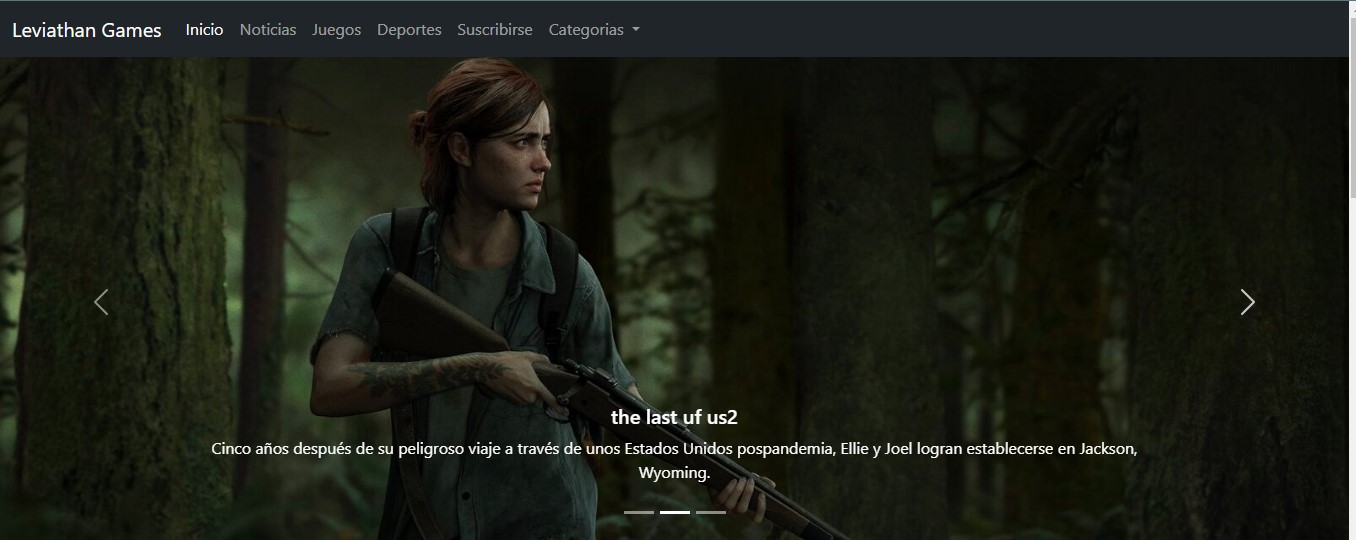 Leviathan Games Inicio Noticias Juegos Deportes Suscribirse Categorias
the last uf us2
Cinco años después de su peligroso viaje a través de unos Estados Unidos pospandemia, Ellie y Joel logran establecerse en Jackson,
Wyoming.